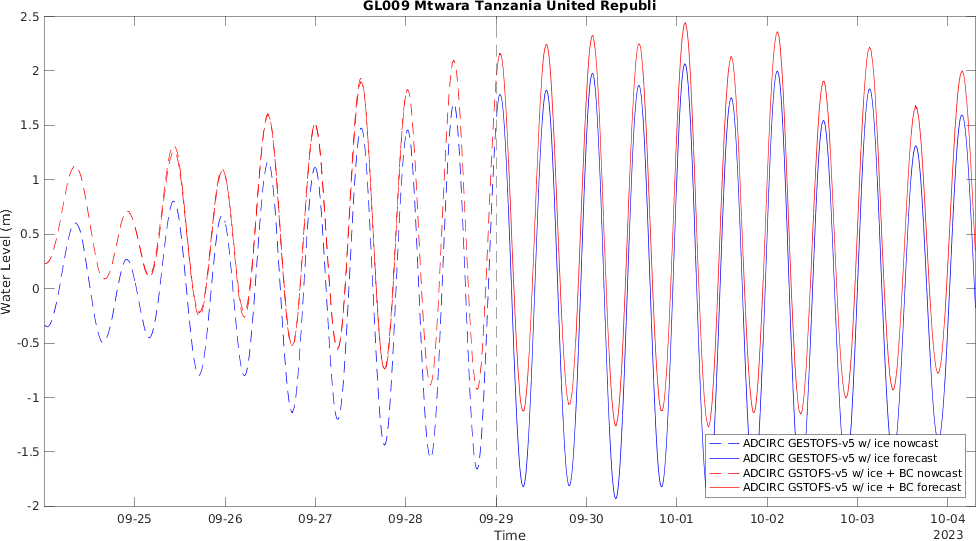 GL009 Mtwara Tanzania United Republi
2.5
2
1.5
1
0.5
0
-0.5
-1
-1.5
-2
Water Level (m)
ADCIRC GESTOFS-v5 w/ ice nowcast
ADCIRC GESTOFS-v5 w/ ice forecast
ADCIRC GSTOFS-v5 w/ ice + BC nowcast
ADCIRC GSTOFS-v5 w/ ice + BC forecast
09-25 09-26 09-27 09-28 09-29 09-30 10-01 10-02 10-03 10-04
Time 2023